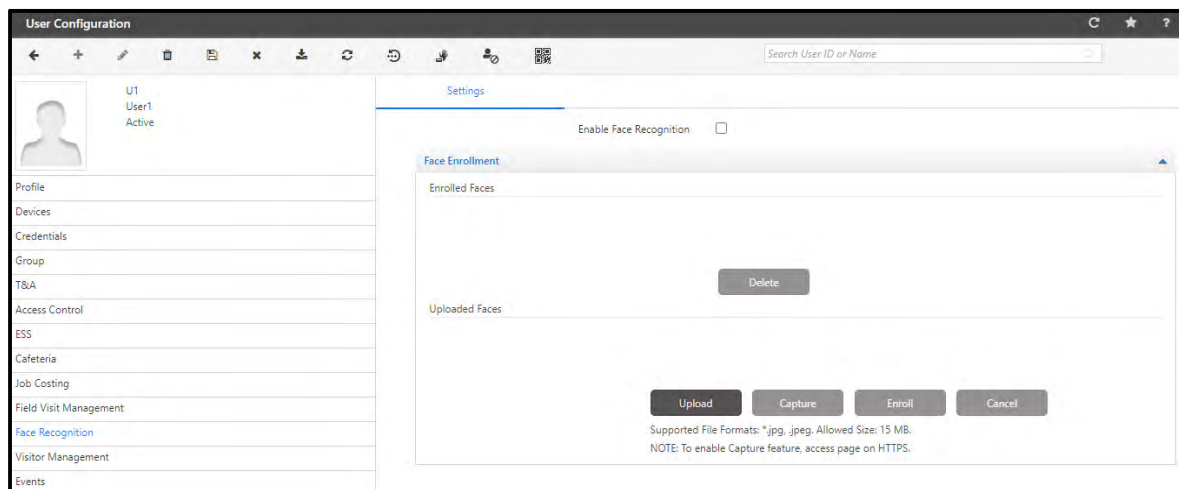 User Configuration
Search User ID or Name
U1
User1
Active
Profile
Devices
Credentials
Group
T&A
Access Control
ESS
Cafeteria
Job Costing
Field Visit Management
Face Recognition
Visitor Management
Events
Settings
Enable Face Recognition
Face Enrollment
Enrolled Faces
Delete
Uploaded Faces
Upload Capture Enroll Cancel
Supported File Formats: *.jpg, .jpeg. Allowed Size: 15 MB.
NOTE: To enable Capture feature, access page on HTTPS.